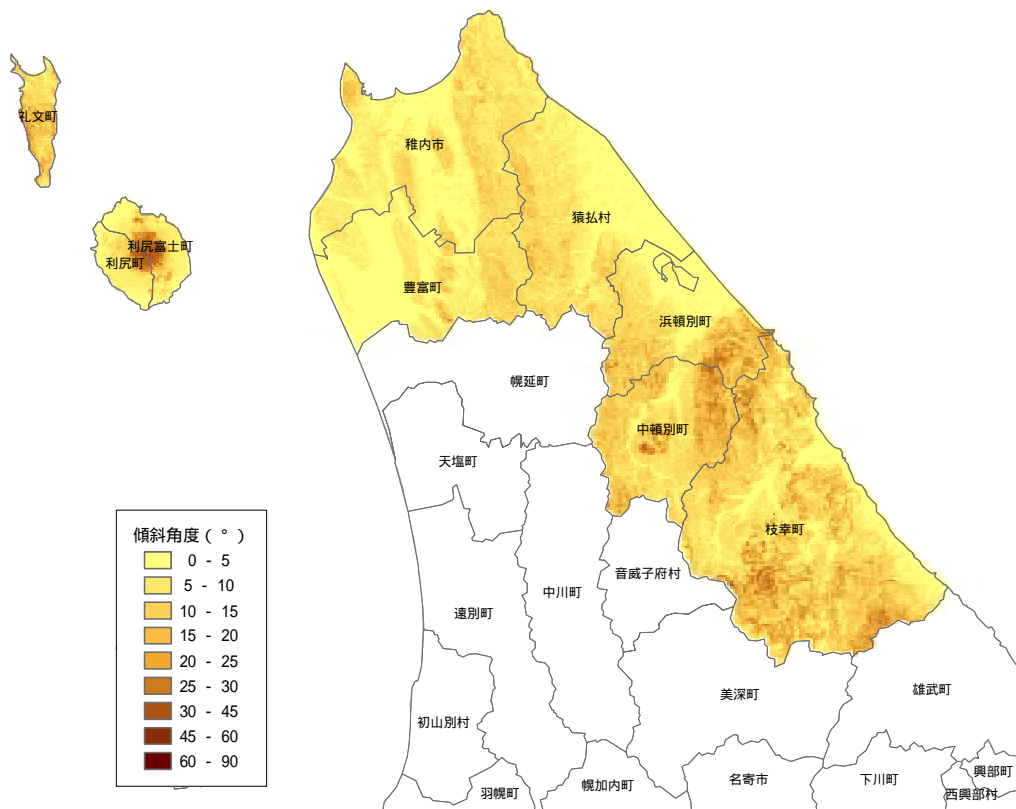 礼文町
稚内市
猿払村
利尻富士町
利尻町
豊富町
浜頓別町
幌延町
中頓別町
天塩町
枝幸町
音威子府村
中川町
遠別町
美深町
雄武町
初山別村
羽幌町
幌加内町
名寄市
下川町
興部町
西興部村
傾斜角度(°)
0 - 5
5 - 10
10 - 15
15 - 20
20 - 25
25 - 30
30 - 45
45 - 60
60 - 90